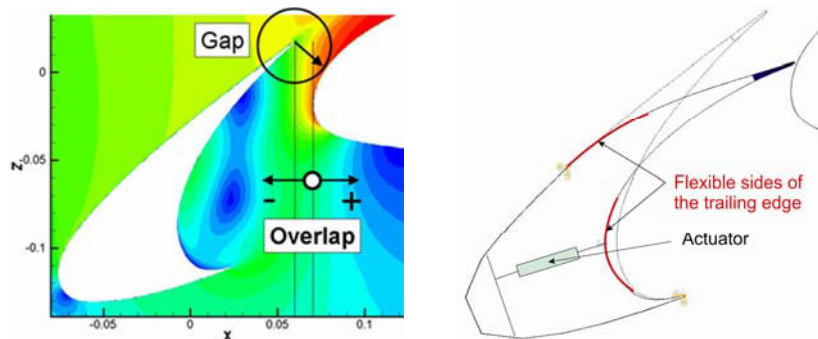 Gap
0
-0.05
z
-0.1
- +
Overlap
-0.05 0 0.05 0.1
x
Flexible sides of
the trailing edge
Actuator